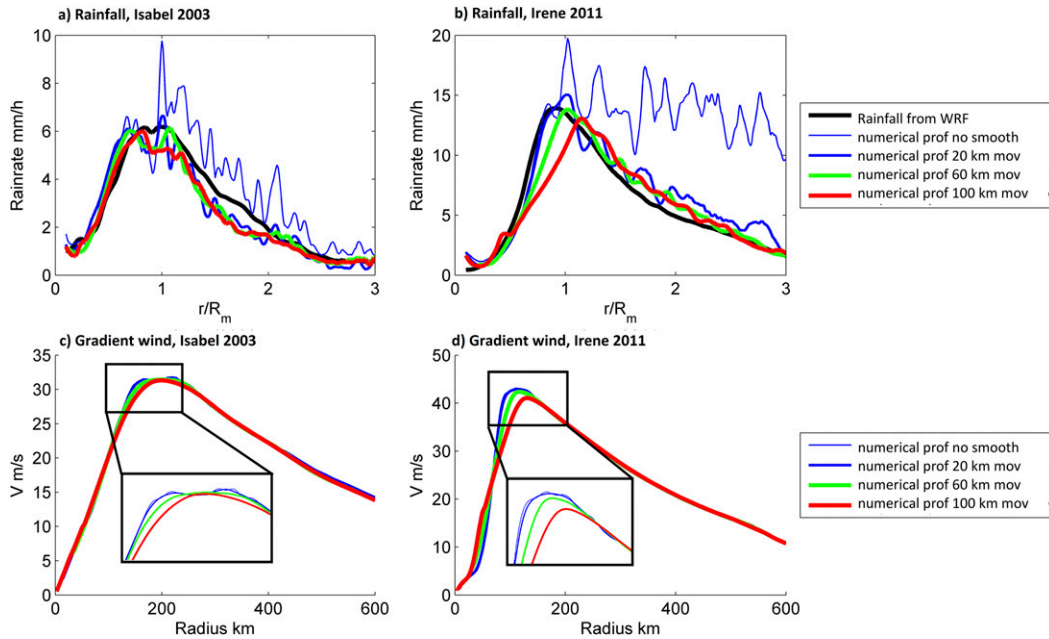 a) Rainfall, Isabel 2003
b) Rainfall, Irene 2011
10
8
6
4
2
0
Rainrate mm/h
0
1
2
3
r/R_m
20
15
10
5
0
Rainrate mm/h
0
1
2
3
r/R_m
Rainfall from WRF
numerical prof no smooth
numerical prof 20 km mov
numerical prof 60 km mov
numerical prof 100 km mov
c) Gradient wind, Isabel 2003
d) Gradient wind, Irene 2011
35
30
25
20
15
10
5
0
V m/s
0
200
400
600
Radius km
50
40
30
20
10
0
V m/s
0
200
400
600
Radius km
numerical prof no smooth
numerical prof 20 km mov
numerical prof 60 km mov
numerical prof 100 km mov